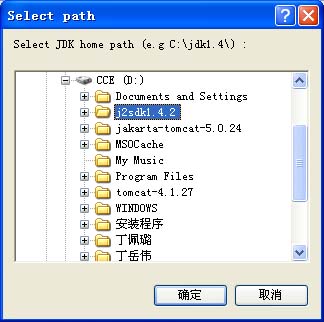 Select path
Select JDK home path (e.g C:\jdk1.4\) :
CCE (D:)
Documents and Settings
j2sdk1.4.2
jakarta-tomcat-5.0.24
MSOCache
My Music
Program Files
tomcat-4.1.27
WINDOWS
安装程序
丁佩璐
丁岳伟
确定
取消